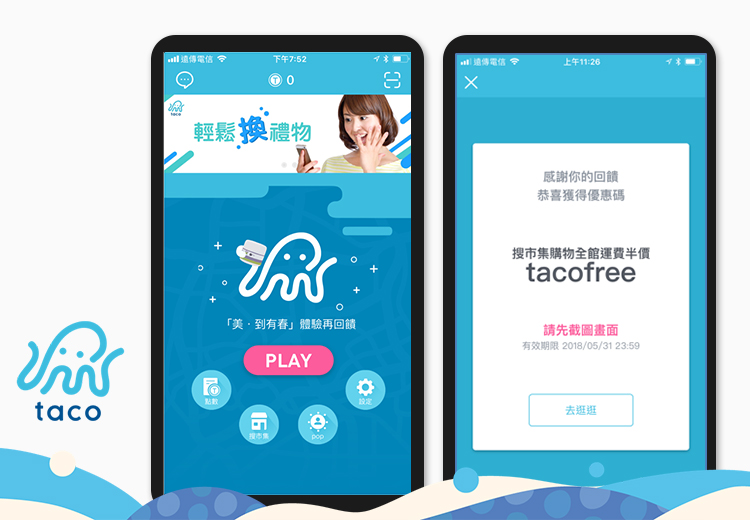 taco
遠傳電信
下午7:52
0
taco
輕鬆換禮物
「美·到有春」體驗再回饋
PLAY
點數
搜市集
pop
設定
遠傳電信
上午11:26
感謝你的回饋
恭喜獲得優惠碼
搜市集購物全館運費半價
tacofree
請先截圖畫面
有效期限 2018/05/31 23:59
去逛逛